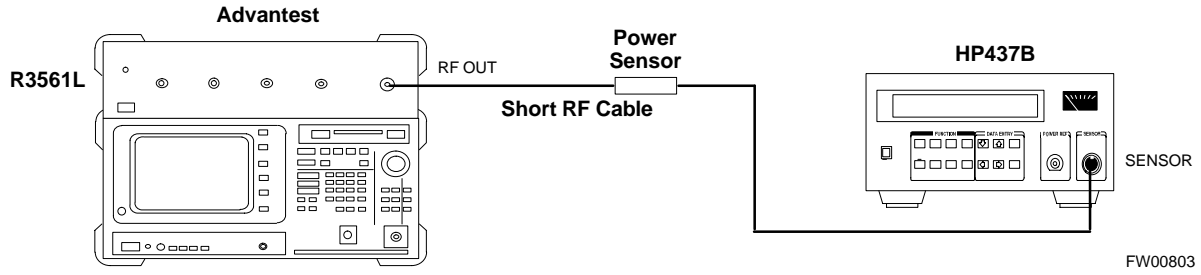 Advantest
R3561L
RF OUT
Power
Sensor
Short RF Cable
HP437B
FUNCTION
DATA ENTRY
POWER REF
SENSOR
SENSOR
FW00803